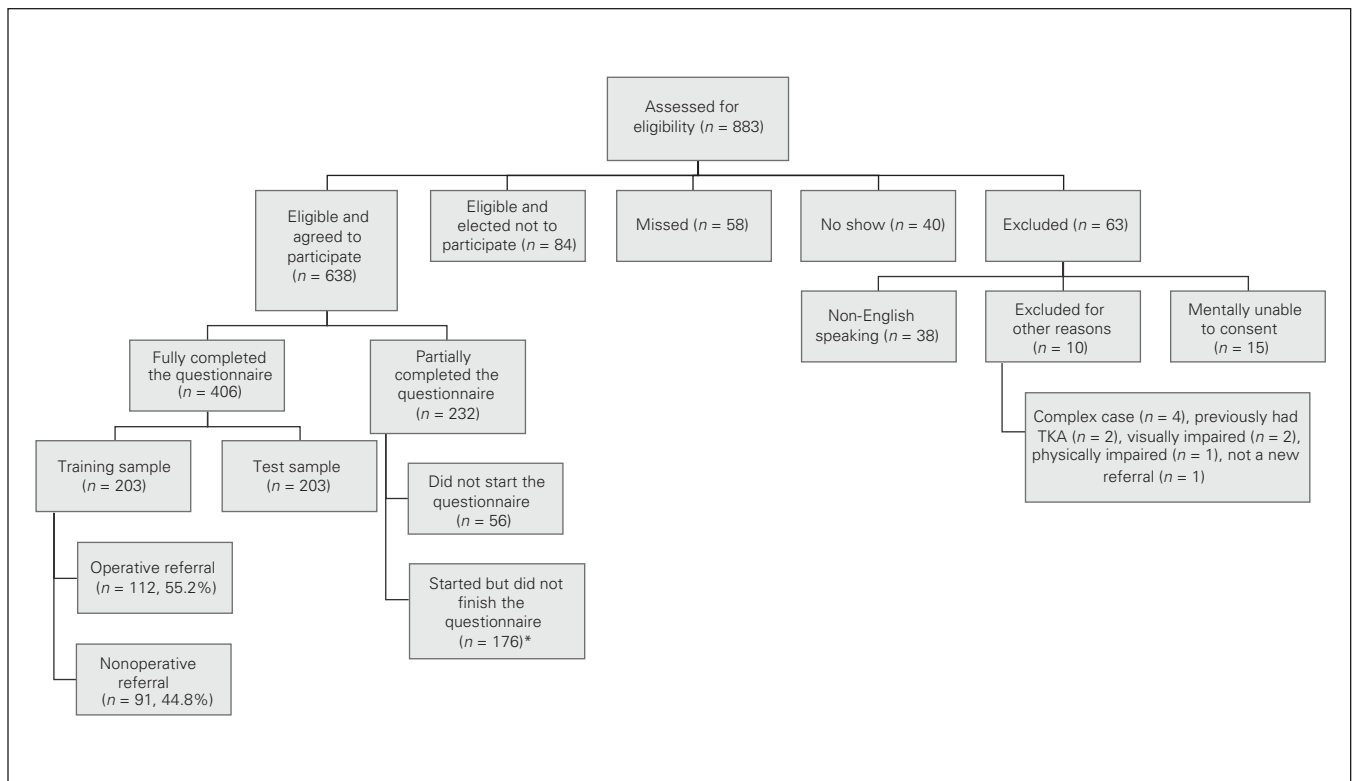 Assessed for
eligibility (n = 883)
Eligible and
agreed to
participate
(n = 638)
Eligible and
elected not to
participate (n = 84)
Missed (n = 58)
No show (n = 40)
Excluded (n = 63)
Non-English
speaking (n = 38)
Excluded for
other reasons
(n = 10)
Mentally unable
to consent
(n = 15)
Complex case (n = 4), previously had
TKA (n = 2), visually impaired (n = 2),
physically impaired (n = 1), not a new
referral (n = 1)
Fully completed
the questionnaire
(n = 406)
Partially
completed the
questionnaire
(n = 232)
Training sample
(n = 203)
Test sample
(n = 203)
Did not start the
questionnaire
(n = 56)
Started but did not
finish the
questionnaire
(n = 176)*
Operative referral
(n = 112, 55.2%)
Nonoperative
referral
(n = 91, 44.8%)